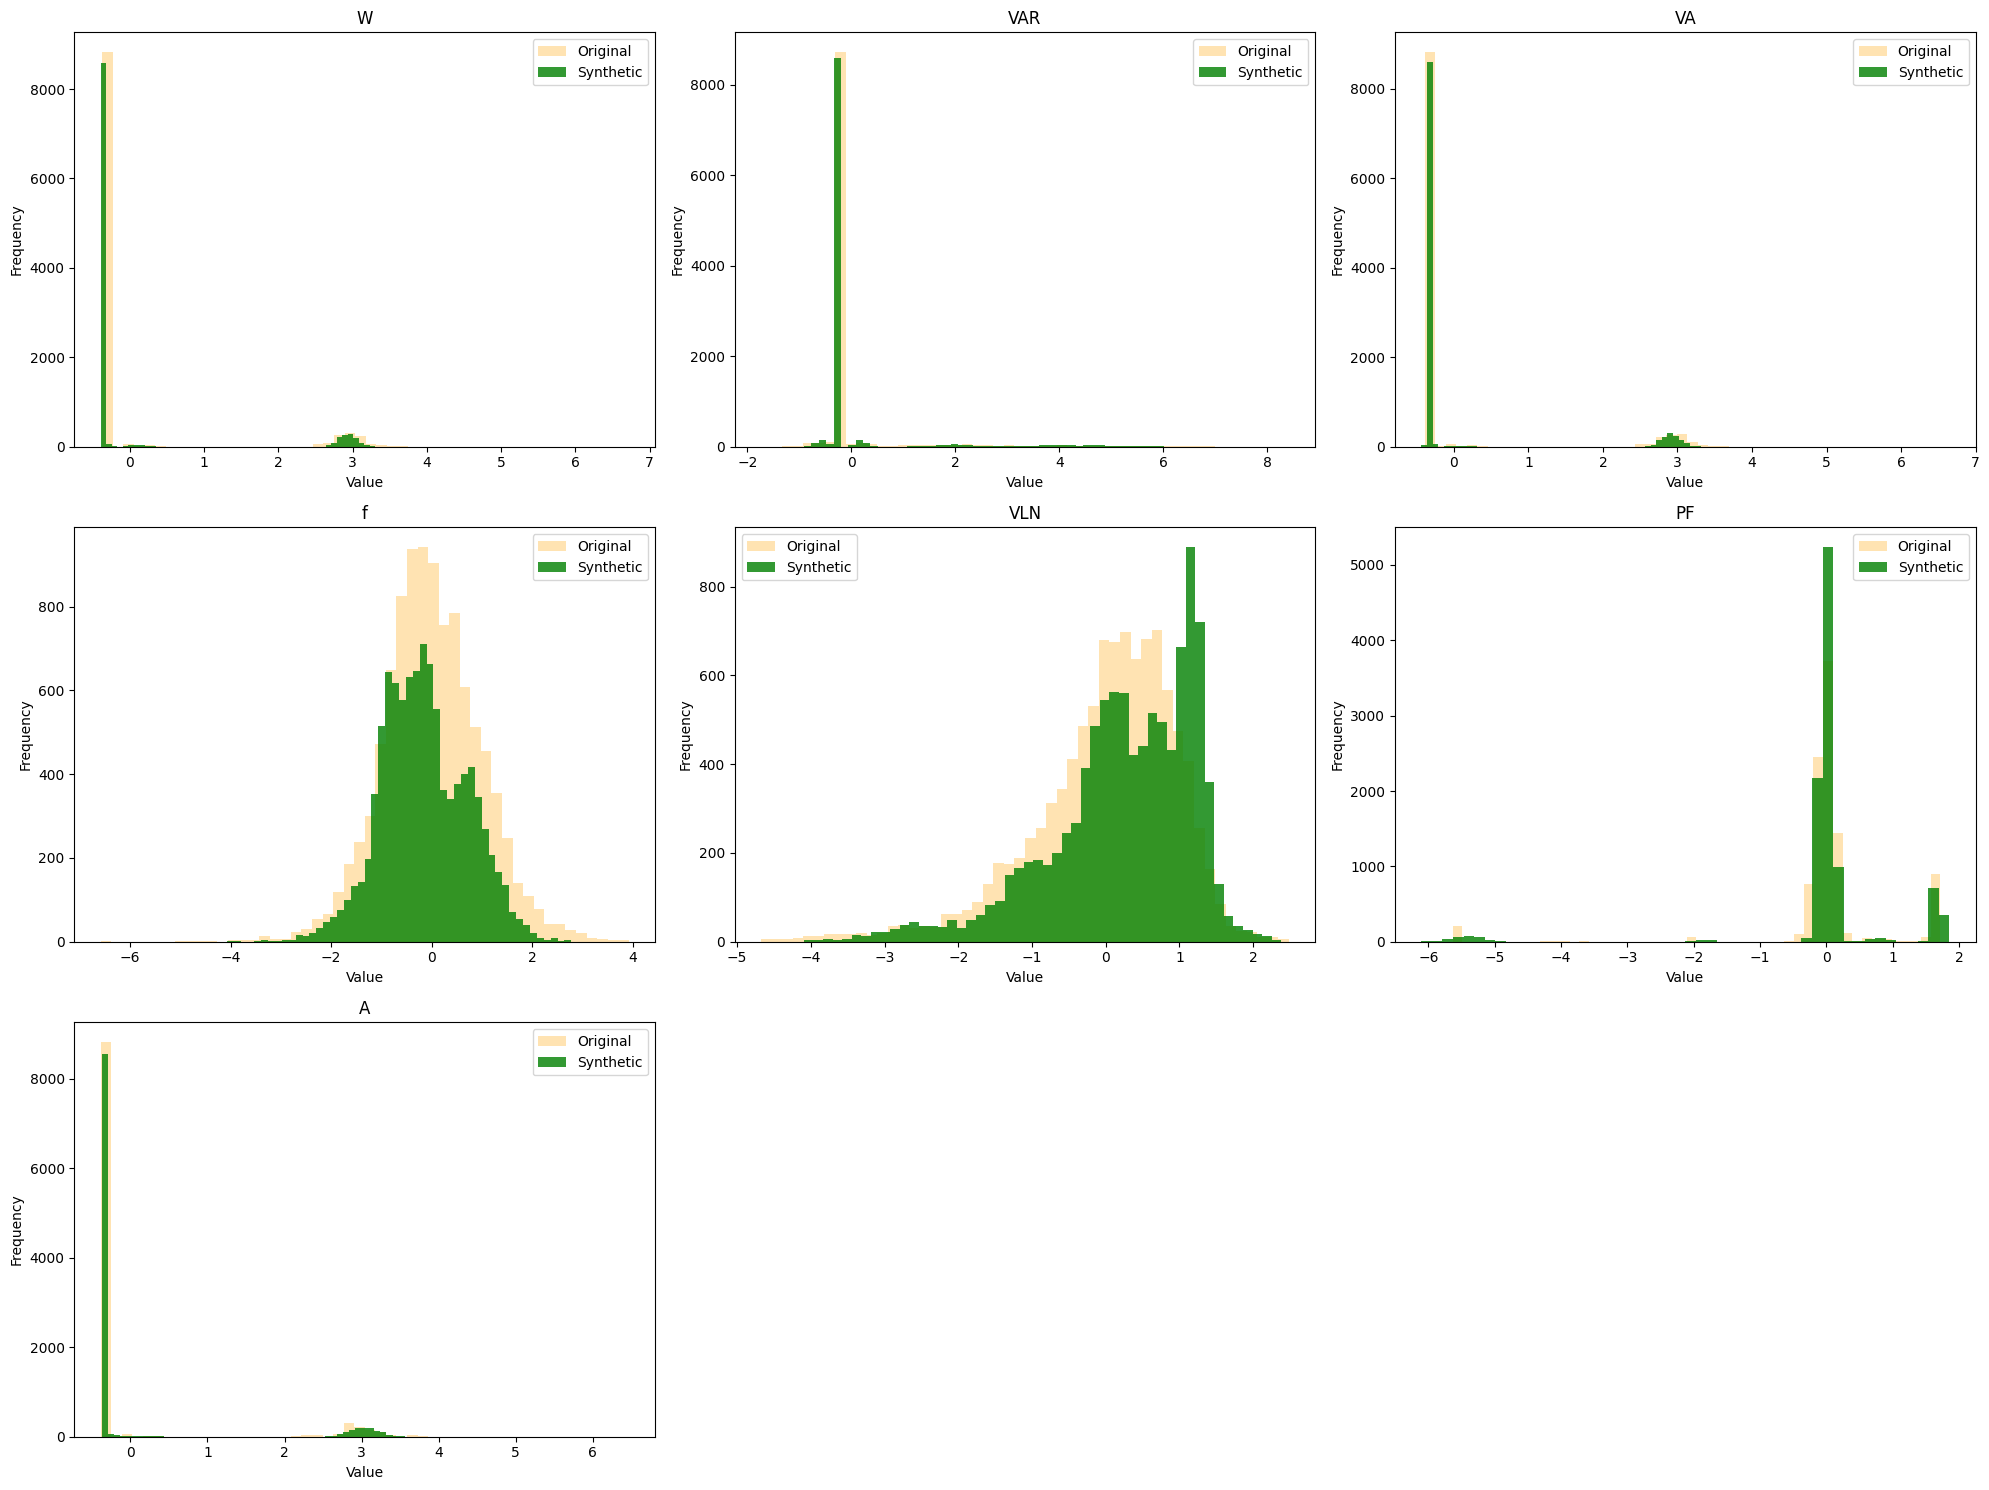 W
VAR
VA
Original
Synthetic
Original
Synthetic
Original
Synthetic
8000
6000
4000
2000
0
Frequency
0 1 2 3 4 5 6 7
Value
8000
6000
4000
2000
0
Frequency
−2 0 2 4 6 8
Value
8000
6000
4000
2000
0
Frequency
0 1 2 3 4 5 6 7
Value
f
VLN
PF
Original
Synthetic
Original
Synthetic
Original
Synthetic
800
600
400
200
0
Frequency
−6 −4 −2 0 2 4
Value
800
600
400
200
0
Frequency
−5 −4 −3 −2 −1 0 1 2
Value
5000
4000
3000
2000
1000
0
Frequency
−6 −5 −4 −3 −2 −1 0 1 2
Value
A
Original
Synthetic
8000
6000
4000
2000
0
Frequency
0 1 2 3 4 5 6
Value